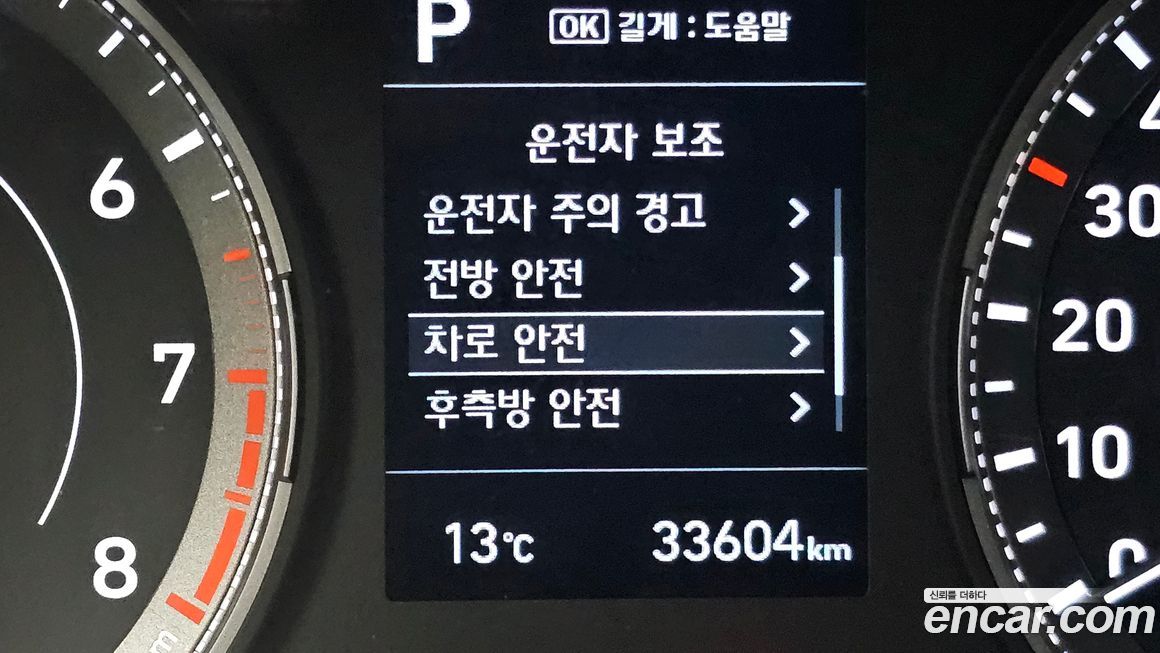 P
OK 길게 : 도움말
운전자 보조
운전자 주의 경고
전방 안전
차로 안전
후측방 안전
13℃ 33604km
6
7
8
30
20
10
0
신뢰를 더하다
encar.com